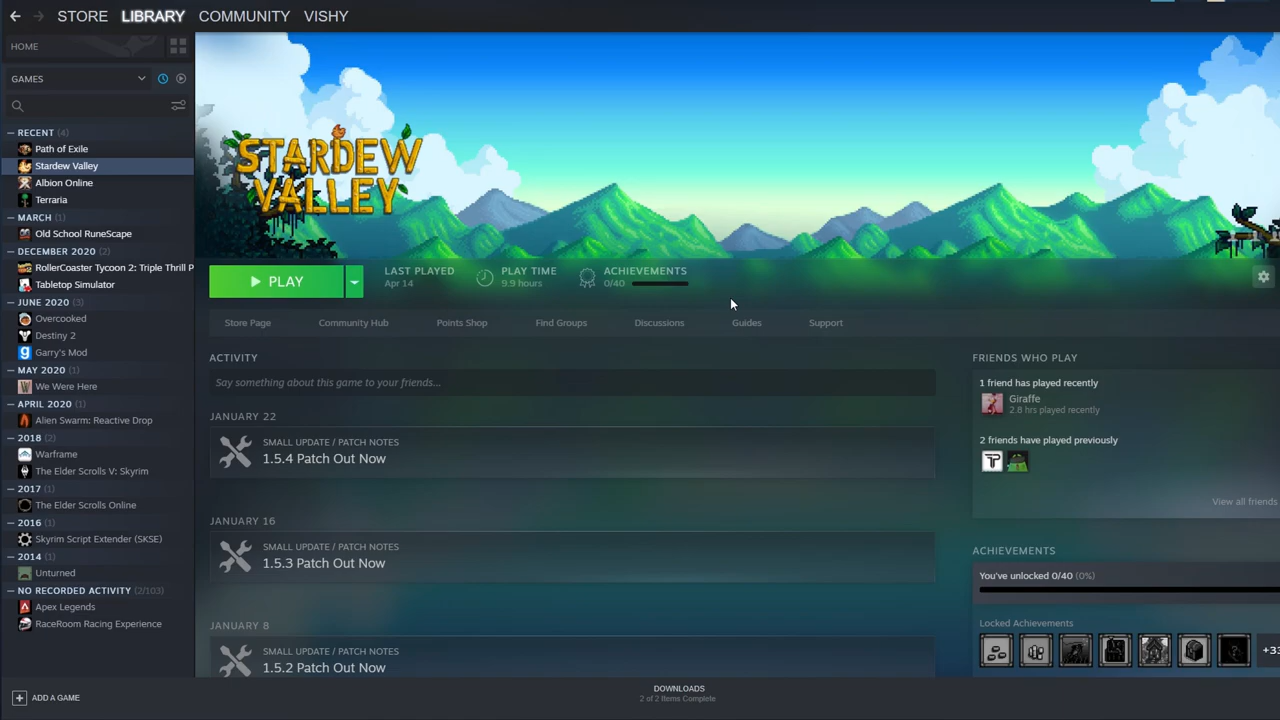 STORE LIBRARY COMMUNITY VISHY
HOME
GAMES
— RECENT (4)
Path of Exile
Stardew Valley
Albion Online
Terraria
— MARCH (1)
Old School RuneScape
— DECEMBER 2020 (2)
RollerCoaster Tycoon 2: Triple Thrill P
Tabletop Simulator
— JUNE 2020 (3)
Overcooked
Destiny 2
Garry's Mod
— MAY 2020 (1)
We Were Here
— APRIL 2020 (1)
Alien Swarm: Reactive Drop
— 2018 (2)
Warframe
The Elder Scrolls V: Skyrim
— 2017 (1)
The Elder Scrolls Online
— 2016 (1)
Skyrim Script Extender (SKSE)
— 2014 (1)
Unturned
— NO RECORDED ACTIVITY (2/103)
Apex Legends
RaceRoom Racing Experience
+ ADD A GAME
STARDEW
VALLEY
PLAY
LAST PLAYED
Apr 14
PLAY TIME
9.9 hours
ACHIEVEMENTS
0/40
Store Page Community Hub Points Shop Find Groups Discussions Guides Support
ACTIVITY
Say something about this game to your friends...
JANUARY 22
SMALL UPDATE / PATCH NOTES
1.5.4 Patch Out Now
JANUARY 16
SMALL UPDATE / PATCH NOTES
1.5.3 Patch Out Now
JANUARY 8
SMALL UPDATE / PATCH NOTES
1.5.2 Patch Out Now
FRIENDS WHO PLAY
1 friend has played recently
Giraffe
2.8 hrs played recently
2 friends have played previously
View all friends
ACHIEVEMENTS
You've unlocked 0/40 (0%)
Locked Achievements
+33
DOWNLOADS
2 of 2 Items Complete